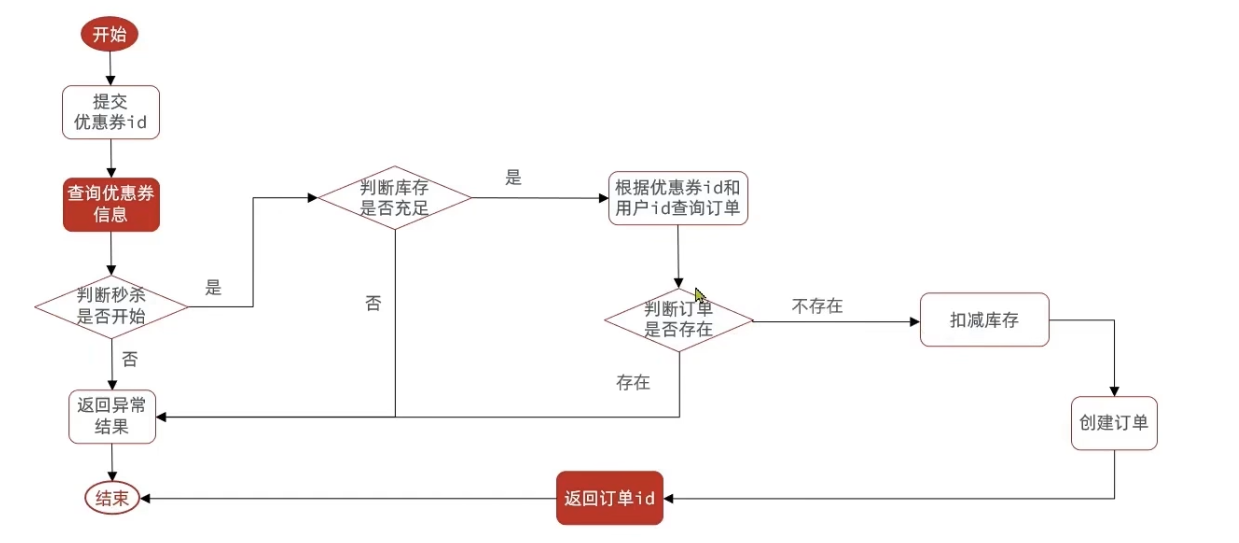 开始
提交
优惠券id
查询优惠券
信息
判断秒杀
是否开始
是
否
判断库存
是否充足
是
否
根据优惠券id和
用户id查询订单
判断订单
是否存在
不存在
存在
扣减库存
创建订单
返回异常
结果
返回订单id
结束